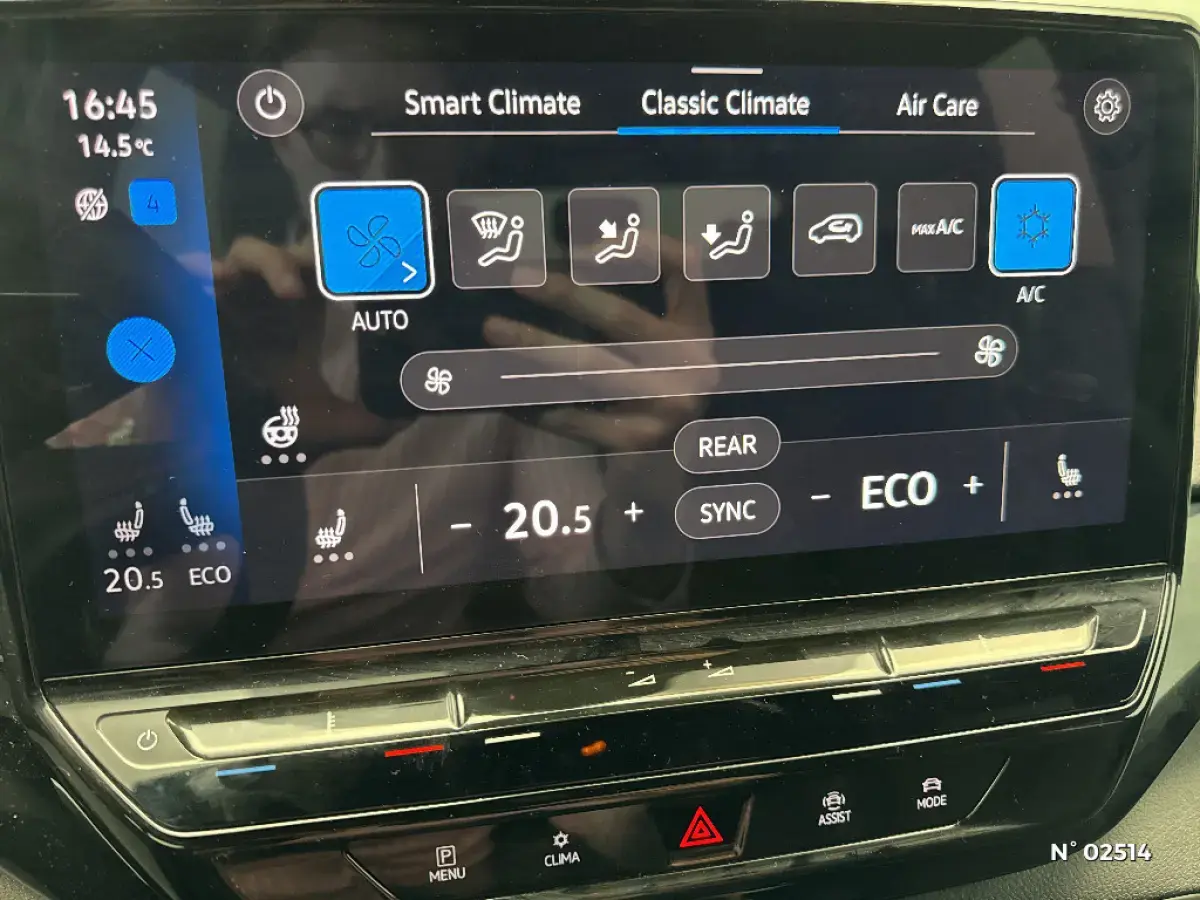 16:45
14.5°C
4
Smart Climate
Classic Climate
Air Care
AUTO
MAX A/C
A/C
REAR
SYNC
- 20.5 +
- ECO +
20.5 ECO
- +
P
MENU
CLIMA
ASSIST
MODE
N° 02514